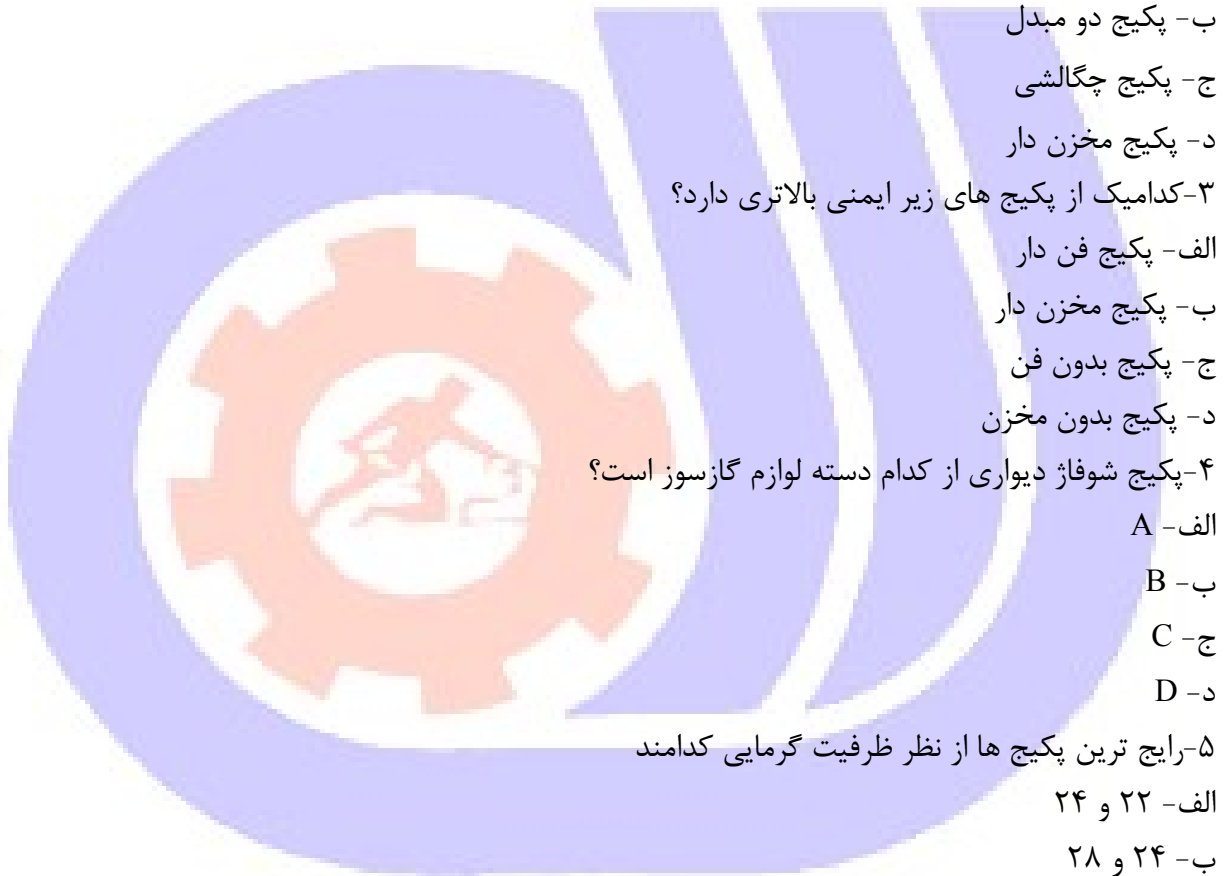 ب- پکیج دو مبدل
ج- پکیج چگالشی
د- پکیج مخزن دار
۳-کدامیک از پکیج های زیر ایمنی بالاتری دارد؟
الف- پکیج فن دار
ب- پکیج مخزن دار
ج- پکیج بدون فن
د- پکیج بدون مخزن
۴-پکیج شوفاژ دیواری از کدام دسته لوازم گازسوز است؟
الف- A
ب- B
ج- C
د- D
۵-رایج ترین پکیج ها از نظر ظرفیت گرمایی کدامند
الف- ۲۲ و ۲۴
ب- ۲۴ و ۲۸